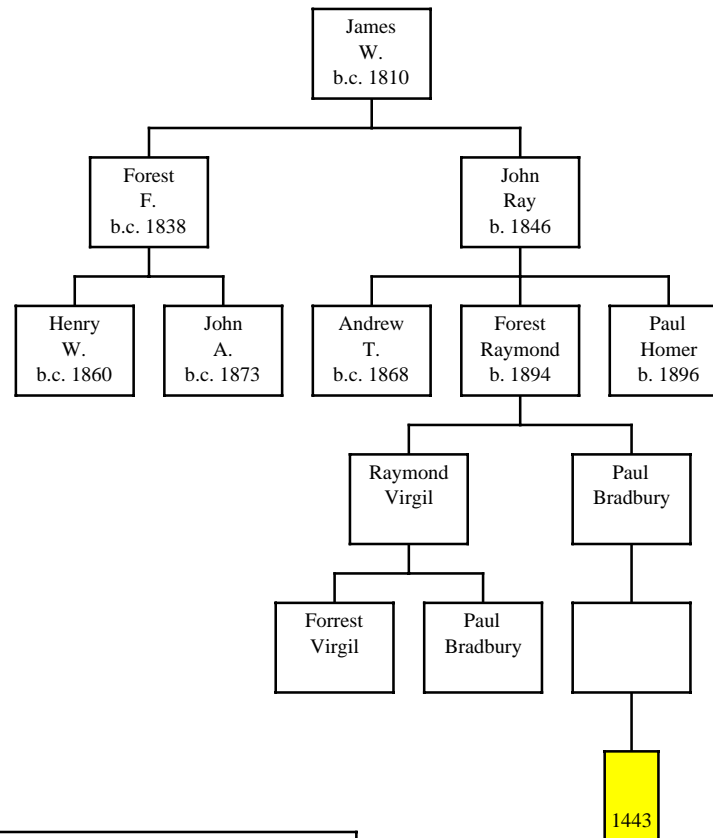 James
W.
b.c. 1810
Forest
F.
b.c. 1838
John
Ray
b. 1846
Henry
W.
b.c. 1860
John
A.
b.c. 1873
Andrew
T.
b.c. 1868
Forest
Raymond
b. 1894
Paul
Homer
b. 1896
Raymond
Virgil
Paul
Bradbury
Forrest
Virgil
Paul
Bradbury
1443